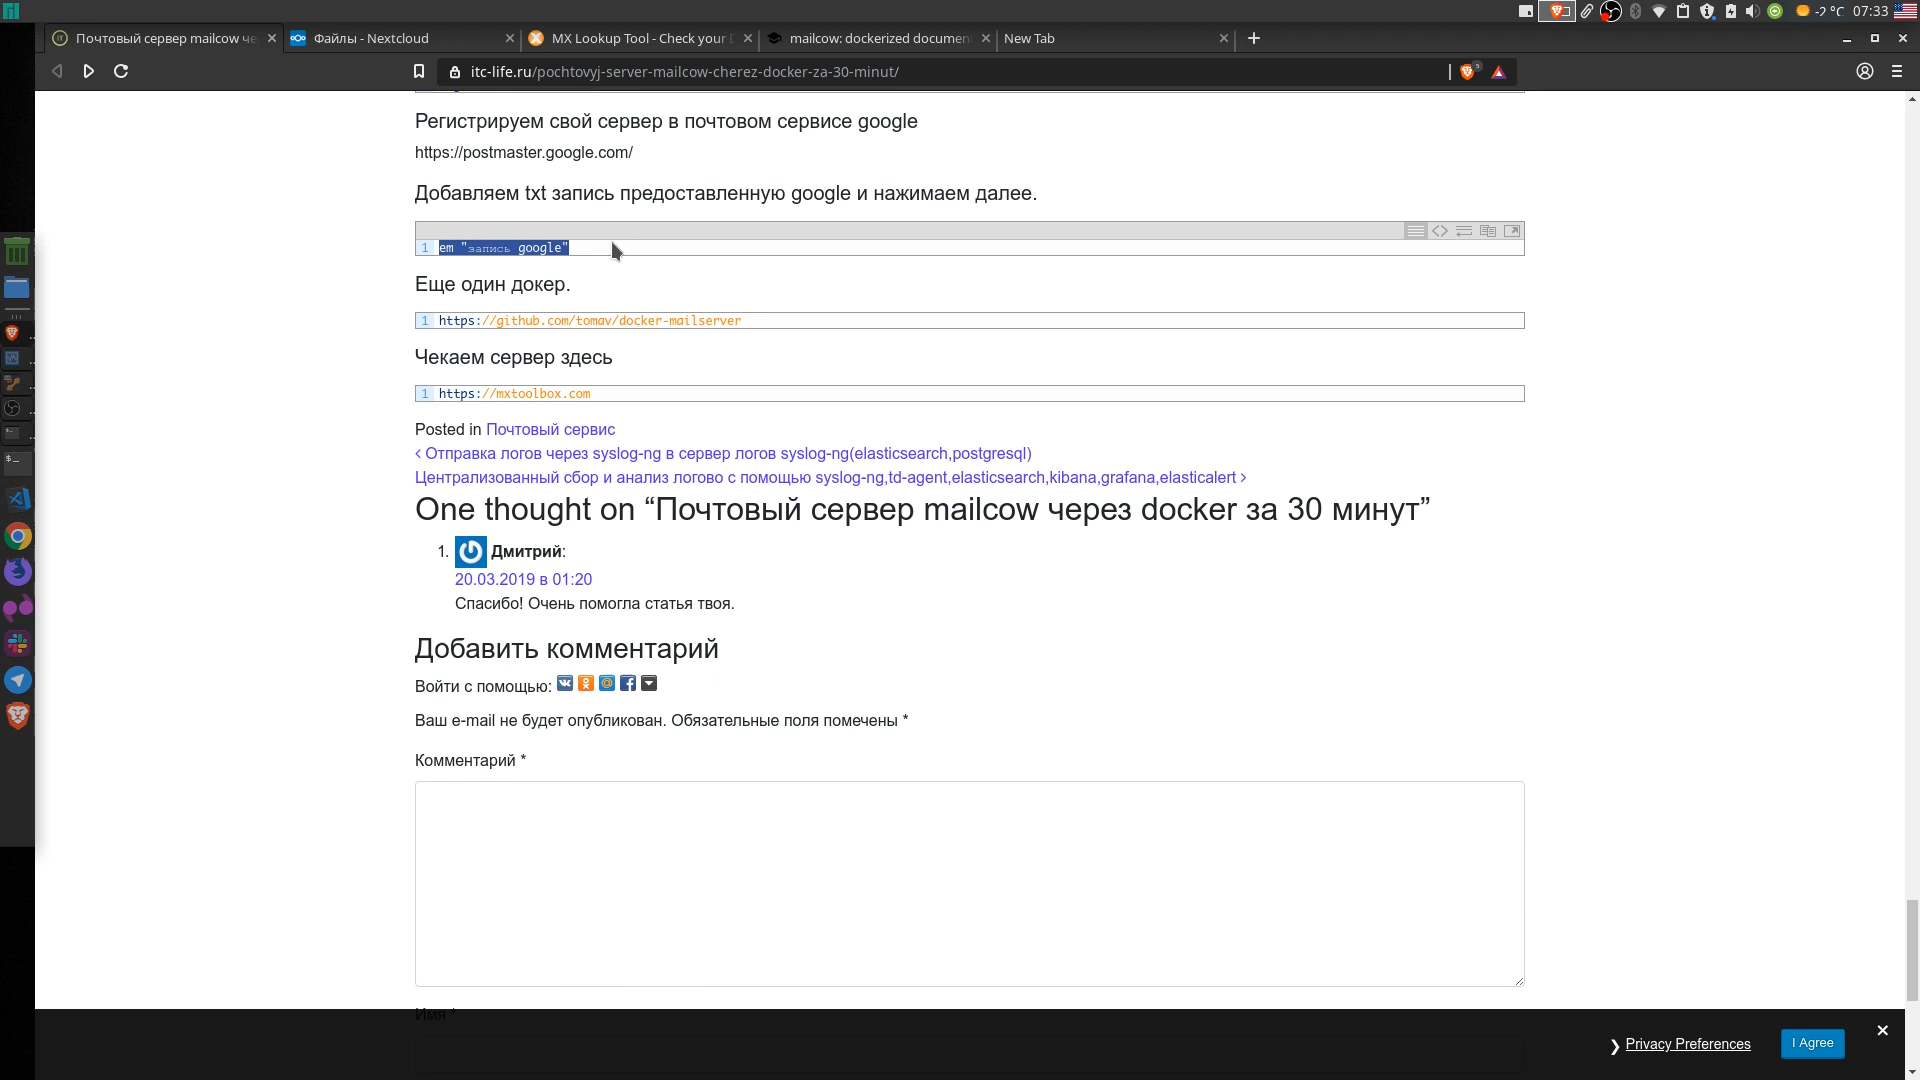 -2 °C 07:33
Почтовый сервер mailcow че
Файлы - Nextcloud
MX Lookup Tool - Check your
mailcow: dockerized documen
New Tab
itc-life.ru/pochtovyj-server-mailcow-cherez-docker-za-30-minut/
Регистрируем свой сервер в почтовом сервисе google
https://postmaster.google.com/
Добавляем txt запись предоставленную google и нажимаем далее.
1 em "запись google"
Еще один докер.
1 https://github.com/tomav/docker-mailserver
Чекаем сервер здесь
1 https://mxtoolbox.com
Posted in Почтовый сервис
‹ Отправка логов через syslog-ng в сервер логов syslog-ng(elasticsearch,postgresql)
Централизованный сбор и анализ логово с помощью syslog-ng,td-agent,elasticsearch,kibana,grafana,elasticalert ›
One thought on “Почтовый сервер mailcow через docker за 30 минут”
1. Дмитрий:
20.03.2019 в 01:20
Спасибо! Очень помогла статья твоя.
Добавить комментарий
Войти с помощью:
Ваш e-mail не будет опубликован. Обязательные поля помечены *
Комментарий *
Имя *
❯ Privacy Preferences
I Agree